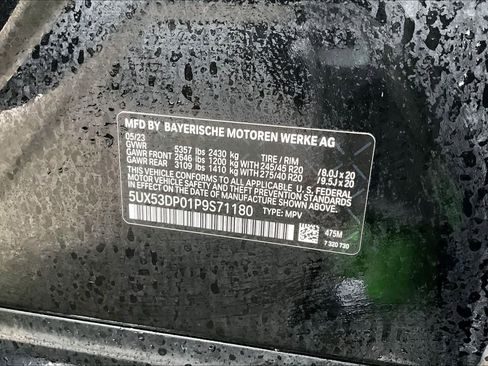 MFD BY BAYERISCHE MOTOREN WERKE AG
05/23
GVWR 5357 lbs 2430 kg TIRE / RIM
GAWR FRONT 2646 lbs 1200 kg WITH 245/45 R20 /8.0J x 20
GAWR REAR 3109 lbs 1410 kg WITH 275/40 R20 /9.5J x 20
THIS VEHICLE CONFORMS TO ALL APPLICABLE U.S. FEDERAL
MOTOR VEHICLE SAFETY STANDARDS IN EFFECT ON THE
DATE OF MANUFACTURE SHOWN ABOVE.
5UX53DP01P9S71180 TYPE: MPV
475M
7 320 730